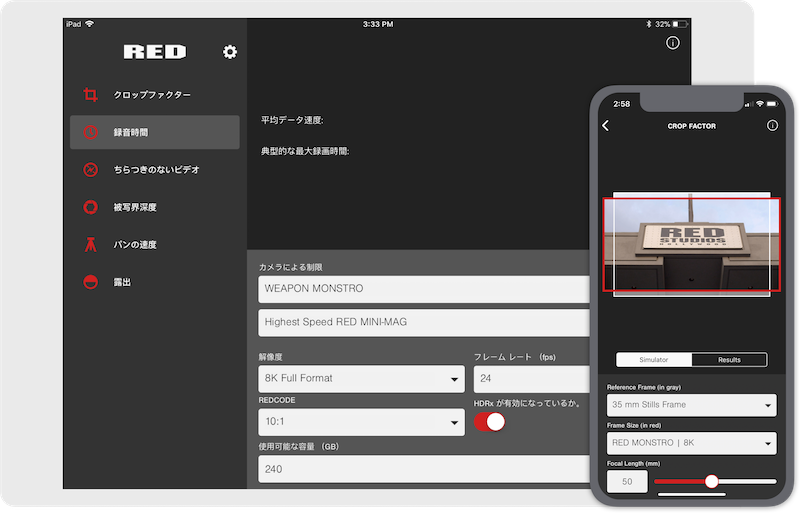 iPad
3:33 PM
32%
RED
クロップファクター
録音時間
ちらつきのないビデオ
被写界深度
パンの速度
露出
平均データ速度:
典型的な最大録画時間:
カメラによる制限
WEAPON MONSTRO
Highest Speed RED MINI-MAG
解像度
フレーム レート （fps)
8K Full Format
24
REDCODE
HDRx が有効になっているか。
10:1
使用可能な容量 （GB)
240
2:58
CROP FACTOR
RED
STUDIOS
HOLLYWOOD
Simulator
Results
Reference Frame (in gray)
35 mm Stills Frame
Frame Size (in red)
RED MONSTRO | 8K
Focal Length (mm)
50